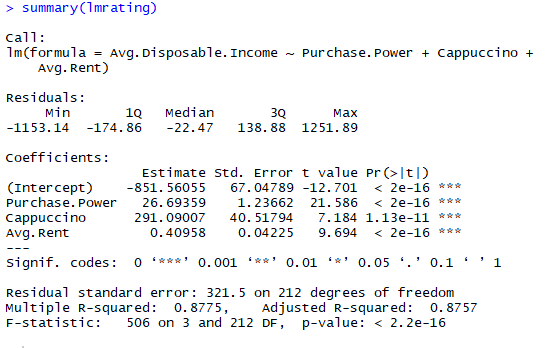 > summary(lmrating)
Call:
lm(formula = Avg.Disposable.Income ~ Purchase.Power + Cappuccino +
    Avg.Rent)
Residuals:
     Min       1Q   Median       3Q      Max
-1153.14  -174.86   -22.47   138.88  1251.89
Coefficients:
                Estimate Std. Error t value Pr(>|t|)
(Intercept)    -851.56055   67.04789 -12.701  < 2e-16 ***
Purchase.Power   26.69359    1.23662  21.586  < 2e-16 ***
Cappuccino      291.09007   40.51794   7.184 1.13e-11 ***
Avg.Rent          0.40958    0.04225   9.694  < 2e-16 ***
---
Signif. codes:  0 ‘***’ 0.001 ‘**’ 0.01 ‘*’ 0.05 ‘.’ 0.1 ‘ ’ 1
Residual standard error: 321.5 on 212 degrees of freedom
Multiple R-squared:  0.8775,    Adjusted R-squared:  0.8757
F-statistic:   506 on 3 and 212 DF,  p-value: < 2.2e-16